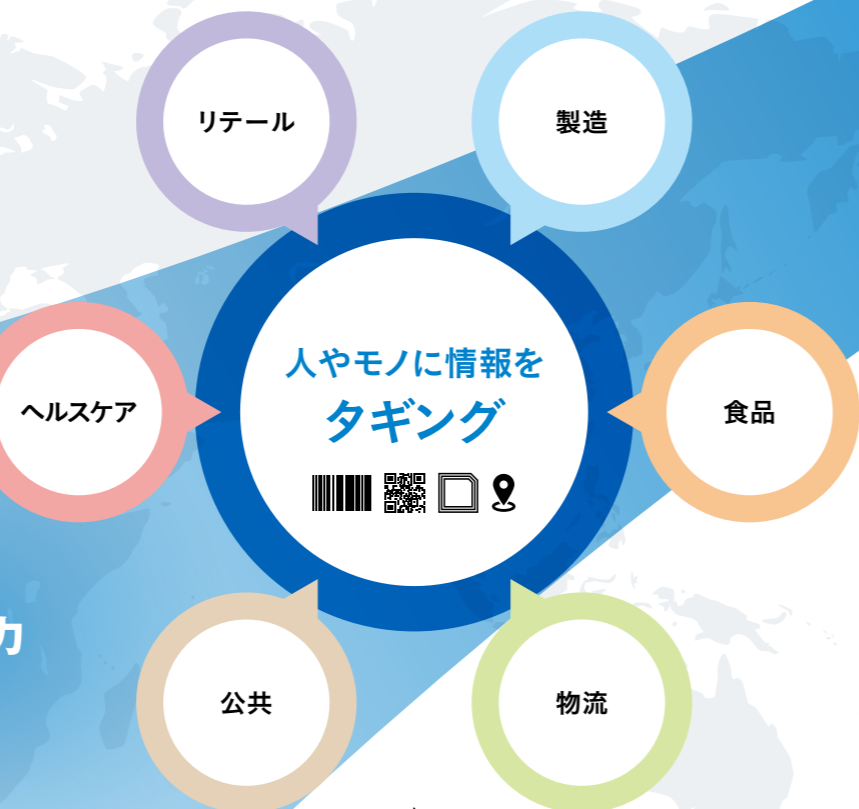 リテール
製造
人やモノに情報を
タギング
ヘルスケア
食品
力
公共
物流